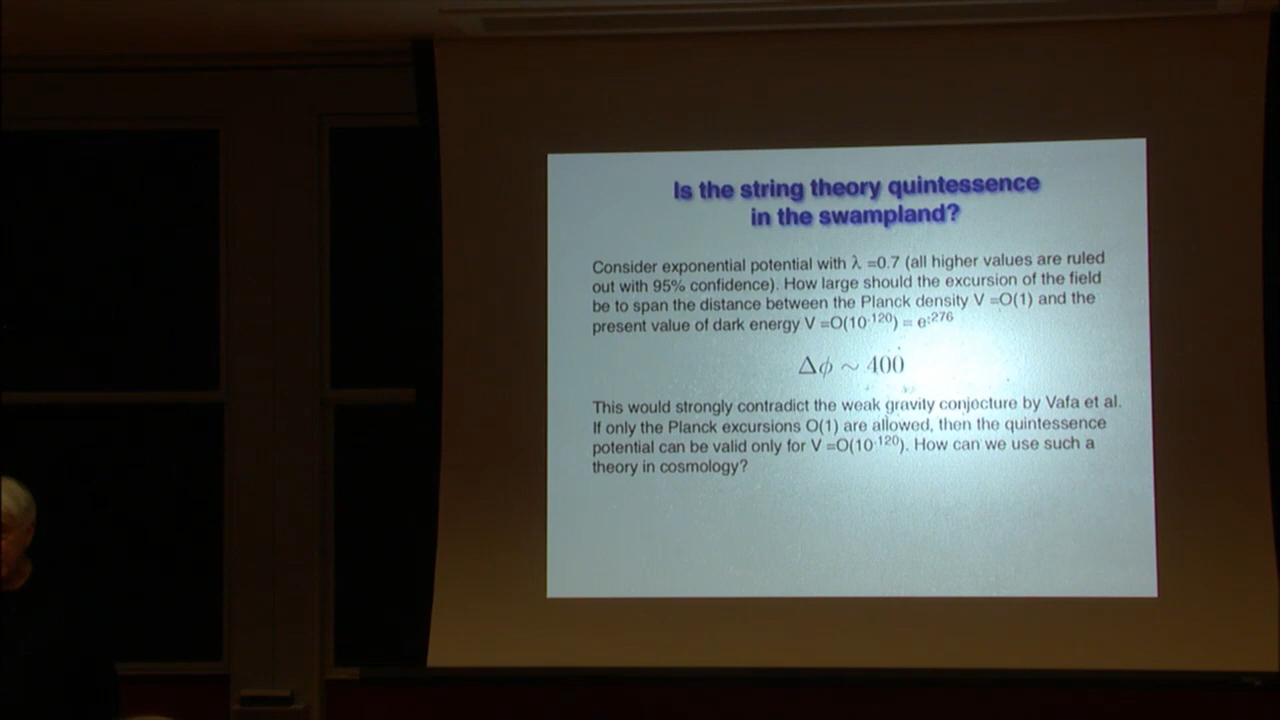 Is the string theory quintessence
in the swampland?
Consider exponential potential with λ =0.7 (all higher values are ruled
out with 95% confidence). How large should the excursion of the field
be to span the distance between the Planck density V =O(1) and the
present value of dark energy V =O(10⁻¹²⁰) = e⁻²⁷⁶
Δϕ ∼ 400
This would strongly contradict the weak gravity conjecture by Vafa et al.
If only the Planck excursions O(1) are allowed, then the quintessence
potential can be valid only for V =O(10⁻¹²⁰). How can we use such a
theory in cosmology?